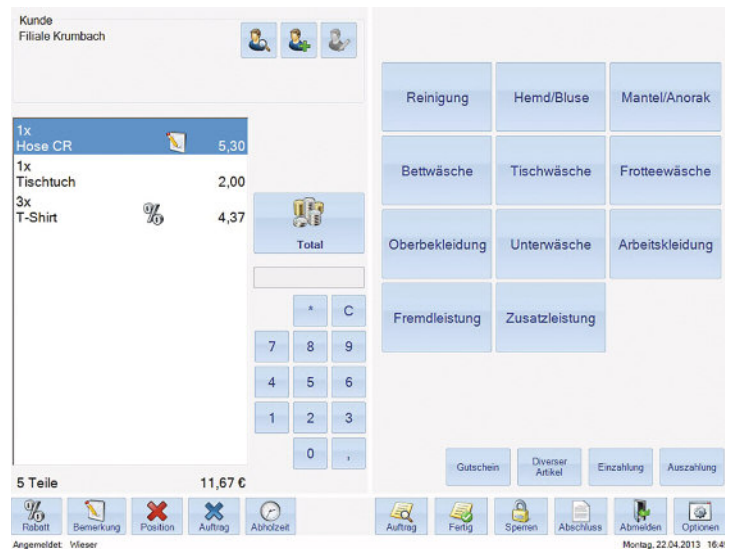 Kunde
Filiale Krumbach
1x
Hose CR 5,30
1x
Tischtuch 2,00
3x
T-Shirt 4,37
5 Teile 11,67 €
Total
* C
7 8 9
4 5 6
1 2 3
0 ,
Reinigung Hemd/Bluse Mantel/Anorak
Bettwäsche Tischwäsche Frotteewäsche
Oberbekleidung Unterwäsche Arbeitskleidung
Fremdleistung Zusatzleistung
Gutschein Diverser Artikel Einzahlung Auszahlung
Rabatt Bemerkung Position Auftrag Abholzeit Auftrag Fertig Sperren Abschluss Abmelden Optionen
Angemeldet: Wieser Montag, 22.04.2013